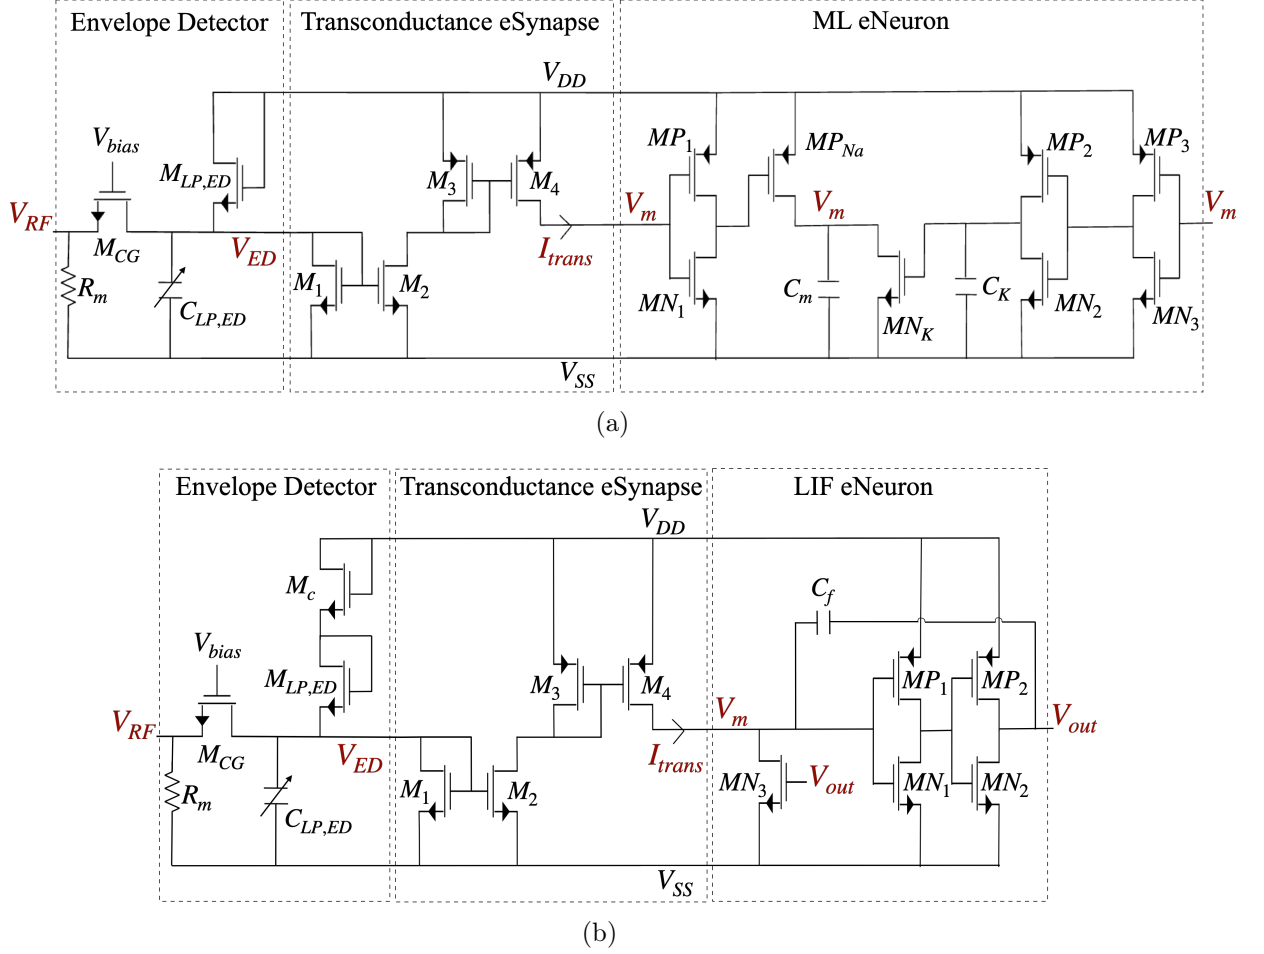 Envelope Detector Transconductance eSynapse ML eNeuron
V_DD
V_bias
MP_1 MP_Na MP_2 MP_3
M_LP,ED M_3 M_4
V_RF V_m V_m V_m
M_CG V_ED I_trans
R_m M_1 M_2 C_m C_K
C_LP,ED MN_1 MN_K MN_2 MN_3
V_SS
(a)
Envelope Detector Transconductance eSynapse LIF eNeuron
V_DD
M_c C_f
V_bias
M_LP,ED M_3 M_4 MP_1 MP_2
V_RF V_m V_out
M_CG V_ED I_trans
R_m M_1 M_2 MN_3 V_out MN_1 MN_2
C_LP,ED
V_SS
(b)